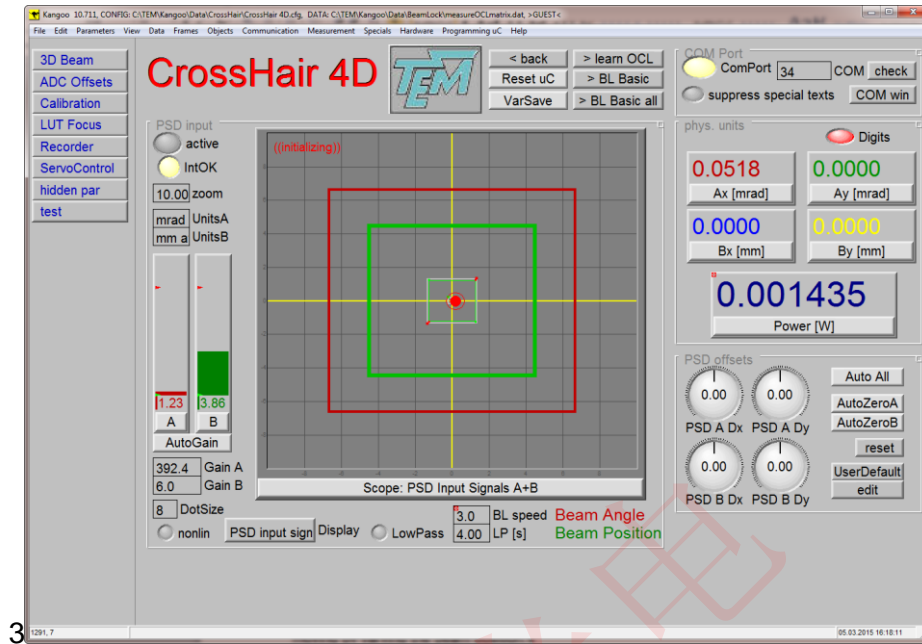 Kangoo 10.711, CONFIG: C:\TEM\Kangoo\Data\CrossHair\CrossHair 4D.cfg, DATA: C:\TEM\Kangoo\Data\BeamLock\measureOCLmatrix.dat, >GUEST<
File Edit Parameters View Data Frames Objects Communication Measurement Specials Hardware Programming uC Help
3D Beam
ADC Offsets
Calibration
LUT Focus
Recorder
ServoControl
hidden par
test
CrossHair 4D
TEM
< back
> learn OCL
Reset uC
> BL Basic
VarSave
> BL Basic all
COM Port
ComPort 34 COM check
suppress special texts COM win
PSD input
active
IntOK
10.00 zoom
mrad UnitsA
mm a UnitsB
1.23 3.86
A B
AutoGain
392.4 Gain A
6.0 Gain B
8 DotSize
nonlin PSD input sign Display LowPass
((initializing))
Scope: PSD Input Signals A+B
3.0 BL speed Beam Angle
4.00 LP [s] Beam Position
phys. units
Digits
0.0518 0.0000
Ax [mrad] Ay [mrad]
0.0000 0.0000
Bx [mm] By [mm]
0.001435
Power [W]
PSD offsets
0.00 0.00
PSD A Dx PSD A Dy
0.00 0.00
PSD B Dx PSD B Dy
Auto All
AutoZeroA
AutoZeroB
reset
UserDefault
edit
3
1291, 7
05.03.2015 16:18:11